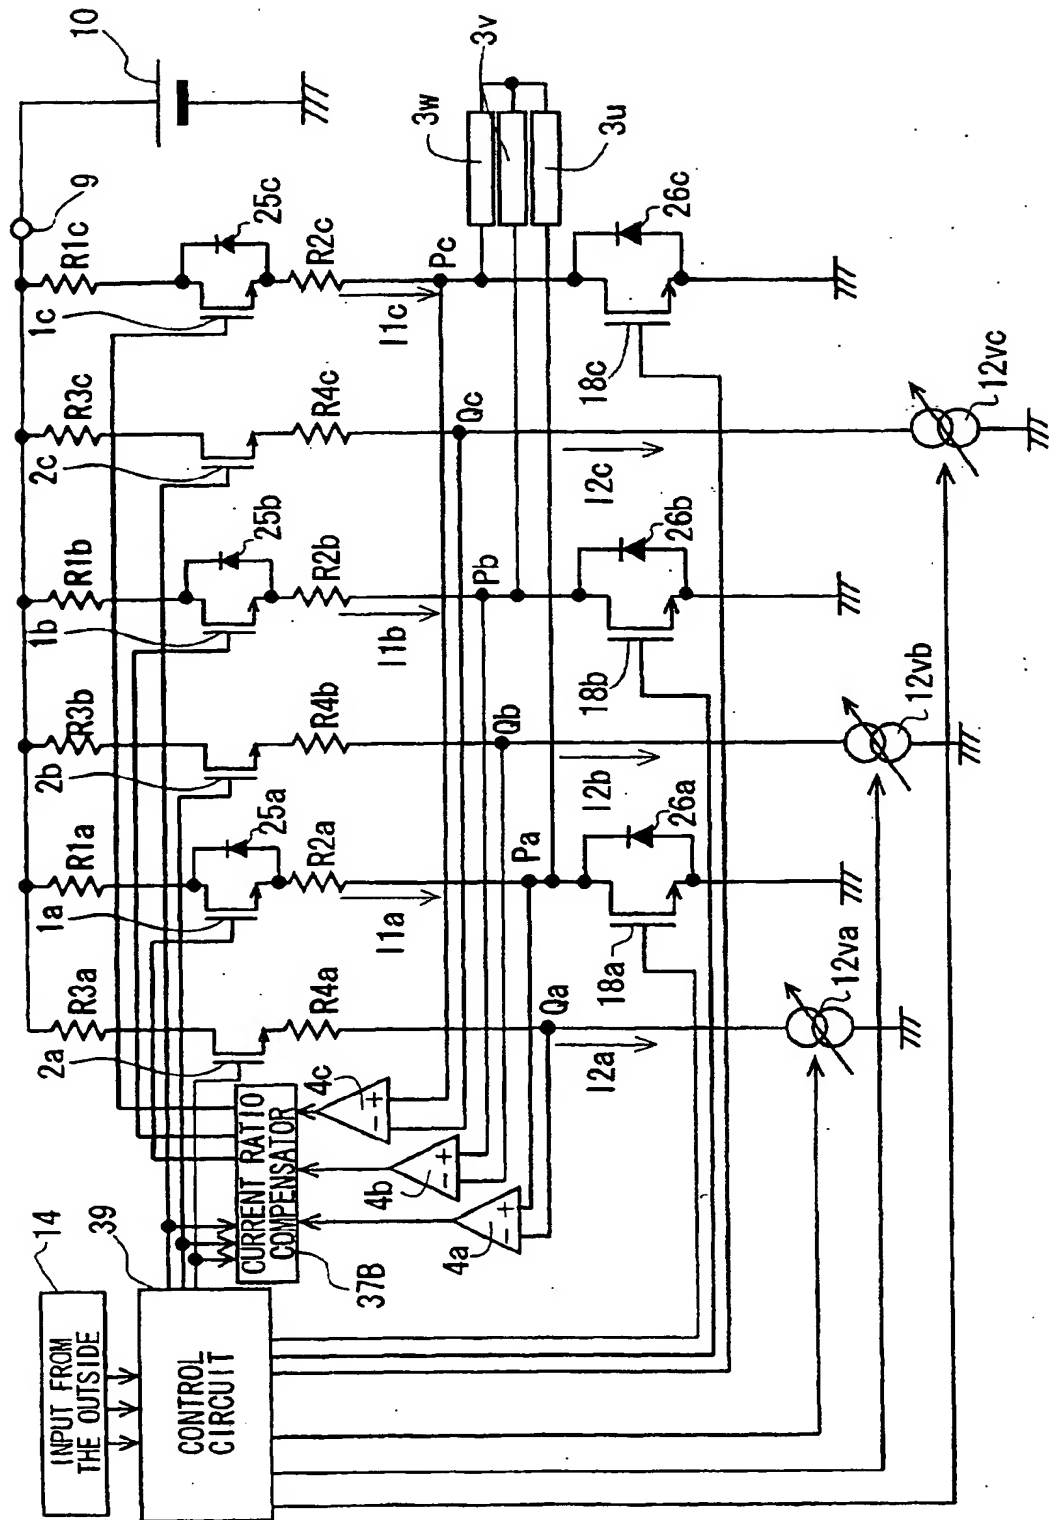 INPUT FROM
THE OUTSIDE
14
CONTROL
CIRCUIT
39
CURRENT RATIO
COMPENSATOR
37B
4a
- +
4b
- +
4c
- +
R3a
2a
R4a
Qa
I2a
12va
R1a
1a
25a
R2a
I1a
Pa
18a
26a
R3b
2b
R4b
Qb
I2b
12vb
R1b
1b
25b
R2b
I1b
Pb
18b
26b
R3c
2c
R4c
Qc
I2c
12vc
R1c
1c
25c
R2c
I1c
Pc
18c
26c
9
10
3w
3v
3u